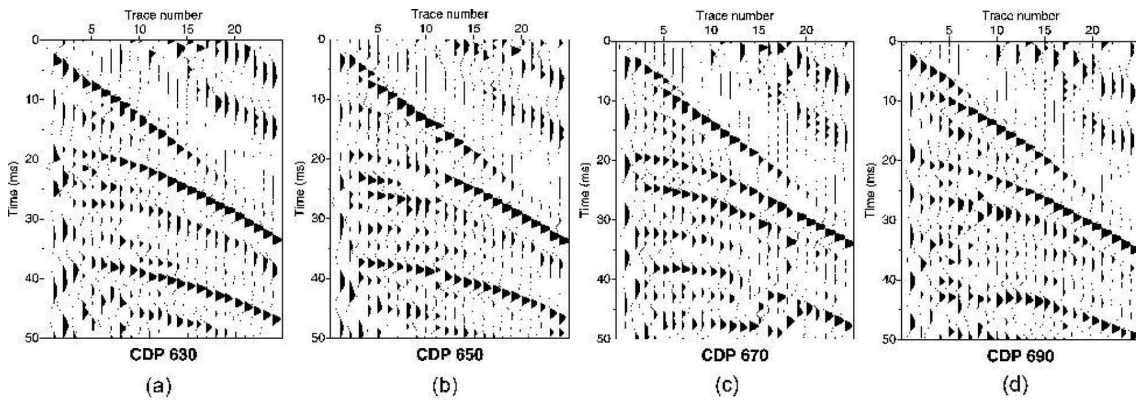 Trace number Trace number Trace number Trace number
5 10 15 20 5 10 15 20 5 10 15 20 5 10 15 20
0 0 0 0
10 10 10 10
20 20 20 20
Time (ms) Time (ms) Time (ms) Time (ms)
30 30 30 30
40 40 40 40
50 50 50 50
CDP 630 CDP 650 CDP 670 CDP 690
(a) (b) (c) (d)